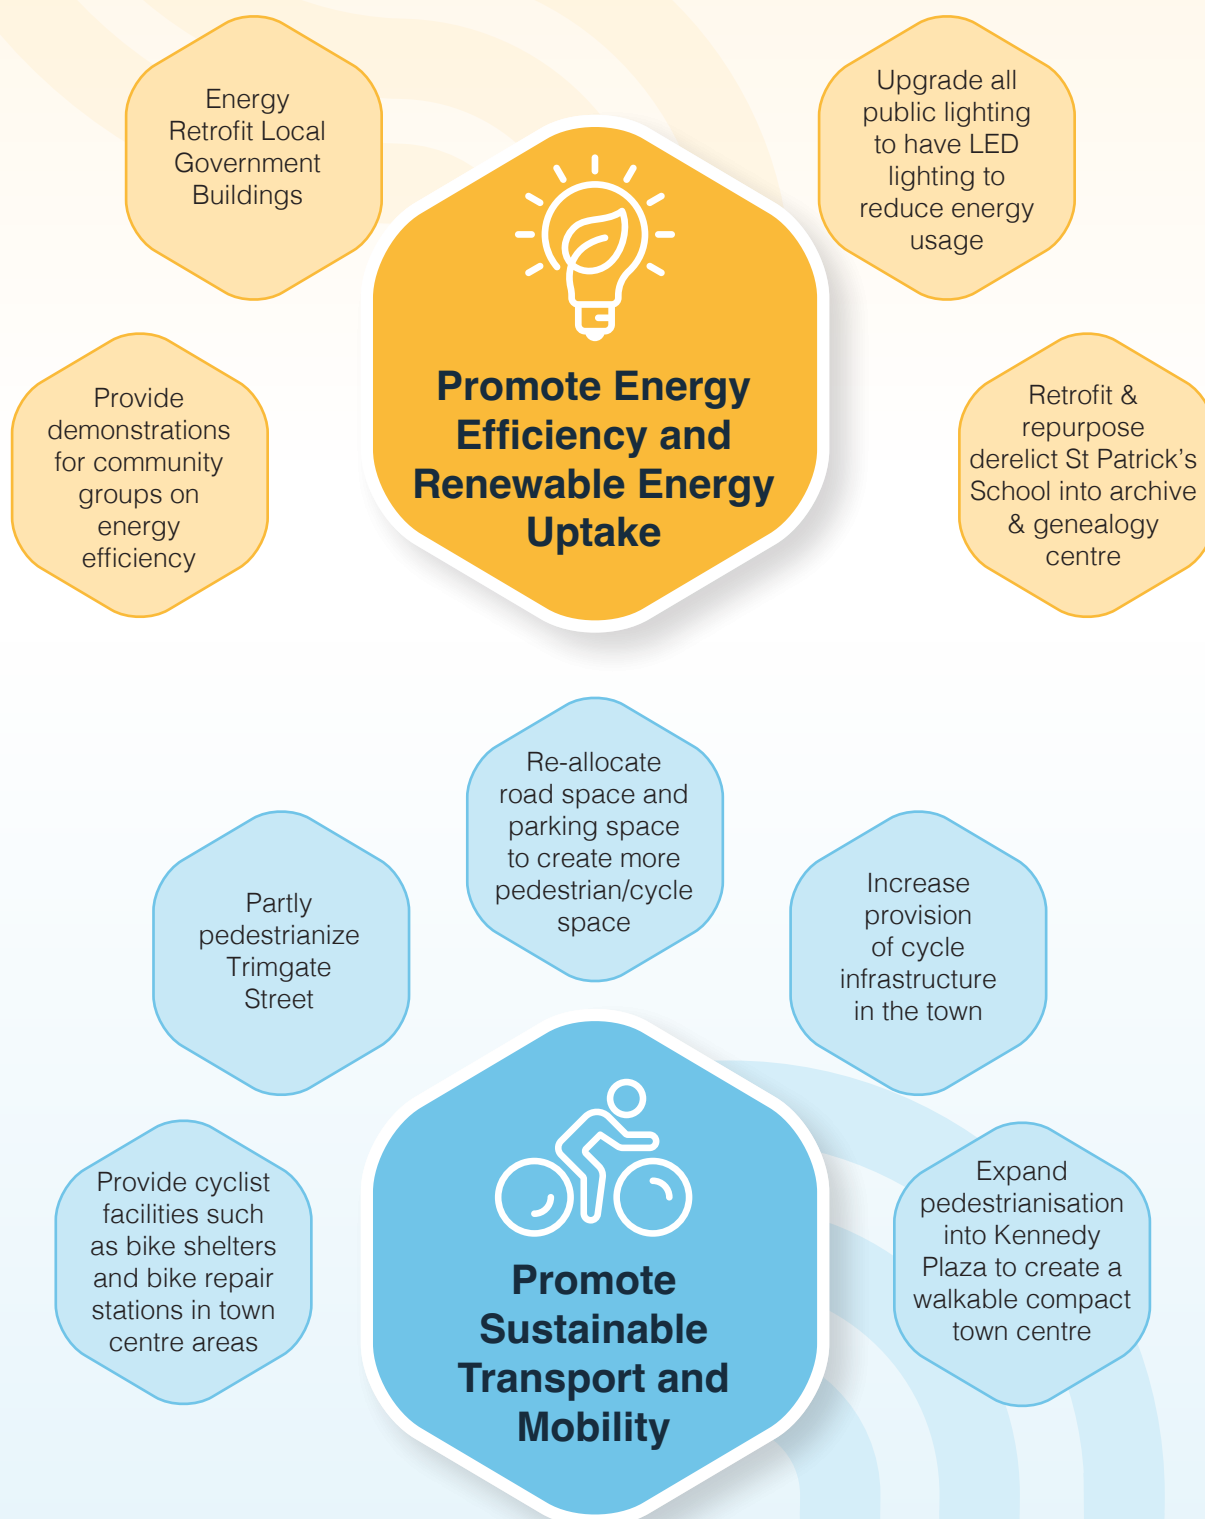 Energy
Retrofit Local
Government
Buildings
Upgrade all
public lighting
to have LED
lighting to
reduce energy
usage
Provide
demonstrations
for community
groups on
energy
efficiency
Promote Energy
Efficiency and
Renewable Energy
Uptake
Retrofit &
repurpose
derelict St Patrick's
School into archive
& genealogy
centre
Re-allocate
road space and
parking space
to create more
pedestrian/cycle
space
Partly
pedestrianize
Trimgate
Street
Increase
provision
of cycle
infrastructure
in the town
Provide cyclist
facilities such
as bike shelters
and bike repair
stations in town
centre areas
Promote
Sustainable
Transport and
Mobility
Expand
pedestrianisation
into Kennedy
Plaza to create a
walkable compact
town centre